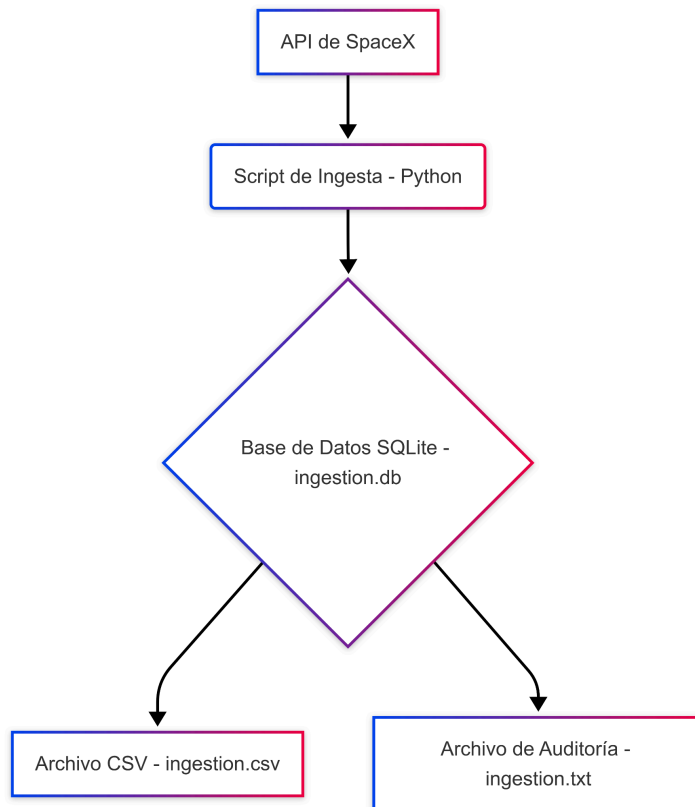 API de SpaceX
Script de Ingesta - Python
Base de Datos SQLite -
ingestion.db
Archivo CSV - ingestion.csv
Archivo de Auditoría -
ingestion.txt